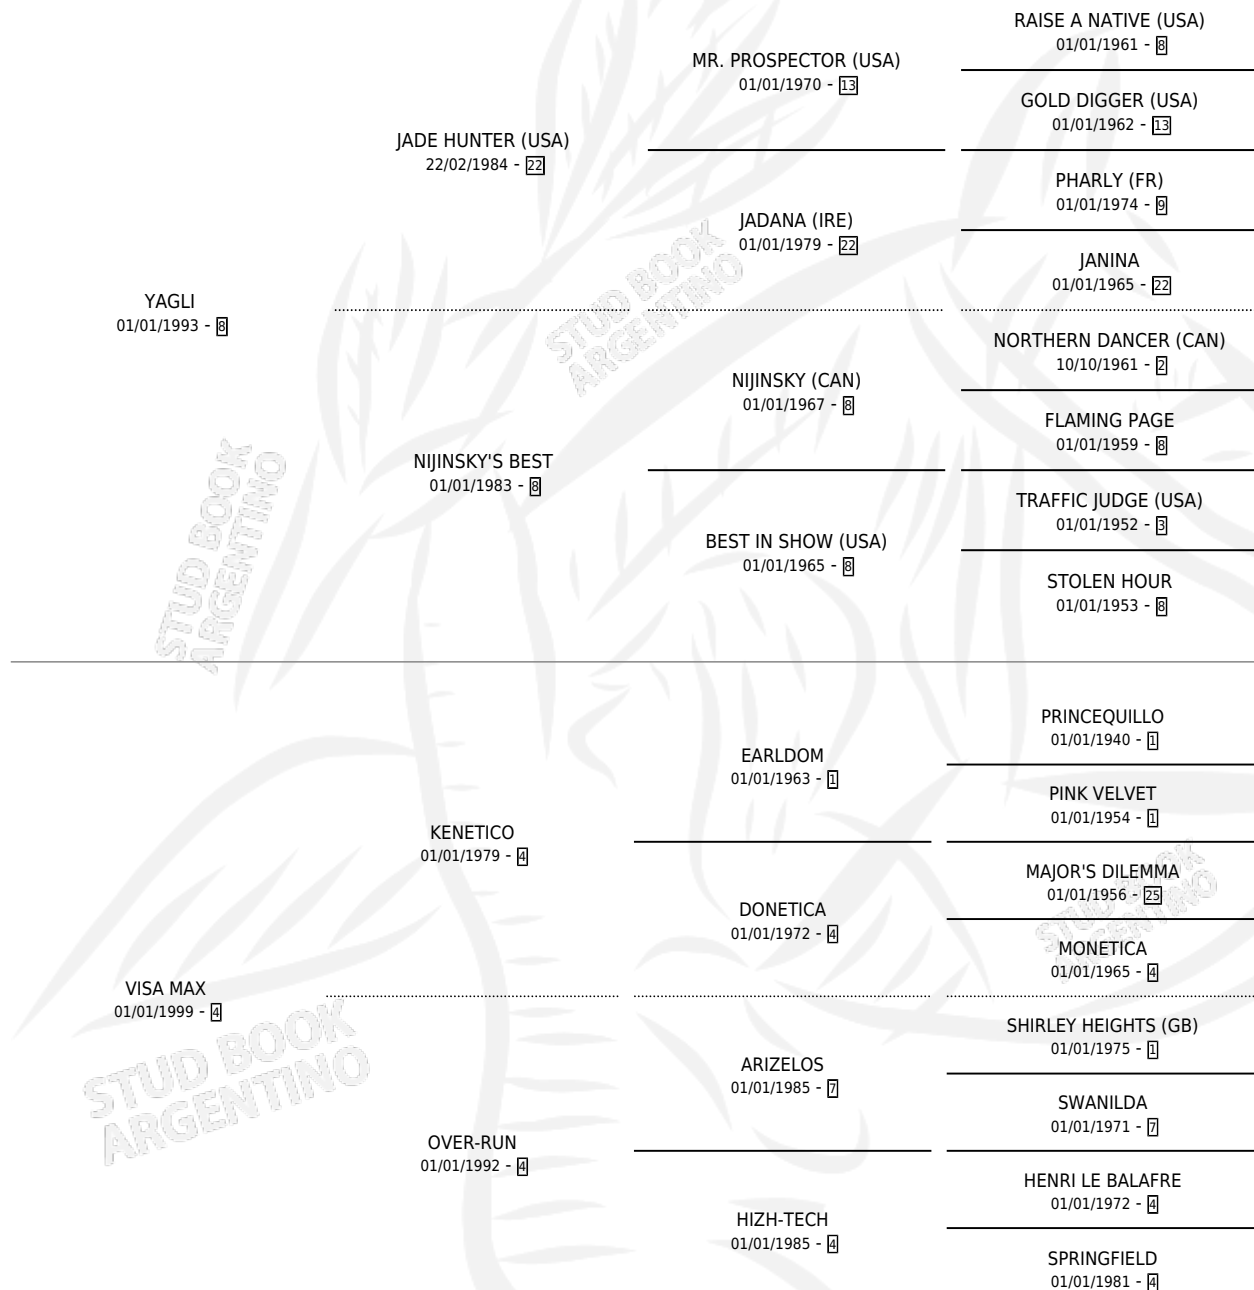 RAISE A NATIVE (USA)
01/01/1961 - 8
MR. PROSPECTOR (USA)
01/01/1970 - 13
GOLD DIGGER (USA)
01/01/1962 - 13
JADE HUNTER (USA)
22/02/1984 - 22
PHARLY (FR)
01/01/1974 - 9
JADANA (IRE)
01/01/1979 - 22
JANINA
01/01/1965 - 22
YAGLI
01/01/1993 - 8
NORTHERN DANCER (CAN)
10/10/1961 - 2
NIJINSKY (CAN)
01/01/1967 - 8
FLAMING PAGE
01/01/1959 - 8
NIJINSKY'S BEST
01/01/1983 - 8
TRAFFIC JUDGE (USA)
01/01/1952 - 3
BEST IN SHOW (USA)
01/01/1965 - 8
STOLEN HOUR
01/01/1953 - 8
PRINCEQUILLO
01/01/1940 - 1
EARLDOM
01/01/1963 - 1
PINK VELVET
01/01/1954 - 1
KENETICO
01/01/1979 - 4
MAJOR'S DILEMMA
01/01/1956 - 25
DONETICA
01/01/1972 - 4
MONETICA
01/01/1965 - 4
VISA MAX
01/01/1999 - 4
SHIRLEY HEIGHTS (GB)
01/01/1975 - 1
ARIZELOS
01/01/1985 - 7
SWANILDA
01/01/1971 - 7
OVER-RUN
01/01/1992 - 4
HENRI LE BALAFRE
01/01/1972 - 4
HIZH-TECH
01/01/1985 - 4
SPRINGFIELD
01/01/1981 - 4
STUD BOOK
ARGENTINO
STUD BOOK
ARGENTINO
STUD BOOK
ARGENTINO
STUD BOOK
ARGENTINO